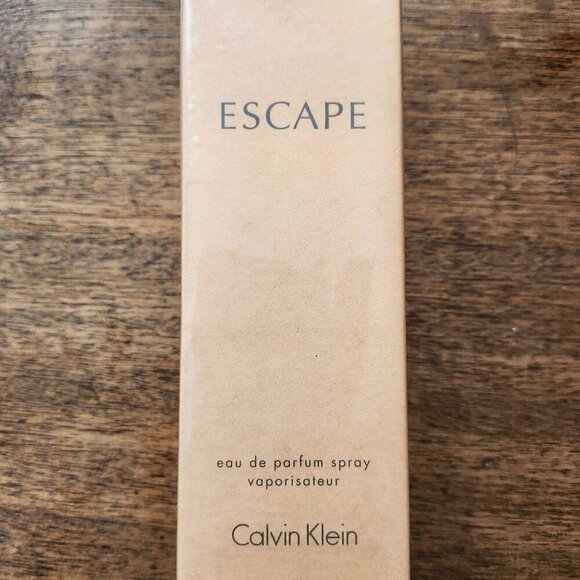 ESCAPE
eau de parfum spray
vaporisateur
Calvin Klein